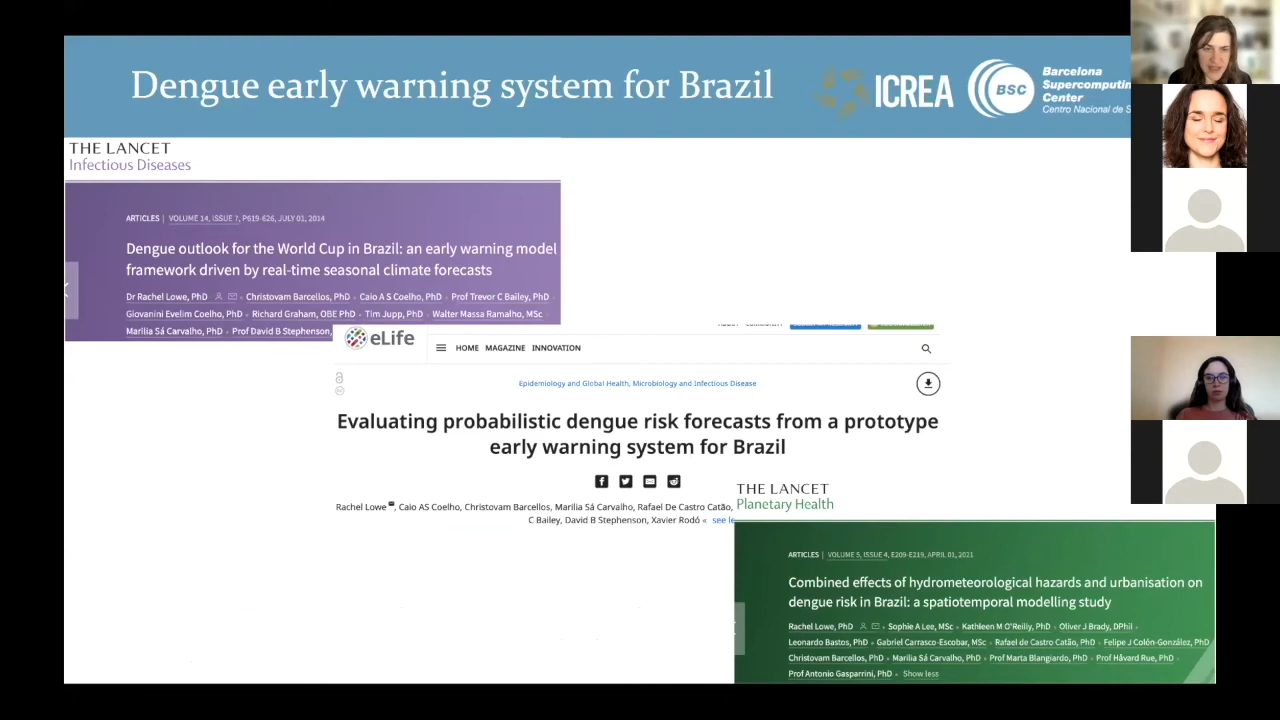 Dengue early warning system for Brazil
ICREA
BSC
Barcelona
Supercomputin
Center
Centro Nacional de S
THE LANCET
Infectious Diseases
ARTICLES | VOLUME 14, ISSUE 7, P619-626, JULY 01, 2014
Dengue outlook for the World Cup in Brazil: an early warning model
framework driven by real-time seasonal climate forecasts
Dr Rachel Lowe, PhD • Christovam Barcellos, PhD • Caio A S Coelho, PhD • Prof Trevor C Bailey, PhD •
Giovanini Evelim Coelho, PhD • Richard Graham, OBE PhD • Tim Jupp, PhD • Walter Massa Ramalho, MSc •
Marilia Sá Carvalho, PhD • Prof David B Stephenson,
eLife
HOME MAGAZINE INNOVATION
Epidemiology and Global Health, Microbiology and Infectious Disease
Evaluating probabilistic dengue risk forecasts from a prototype
early warning system for Brazil
Rachel Lowe, Caio AS Coelho, Christovam Barcellos, Marilia Sá Carvalho, Rafael De Castro Catão,
C Bailey, David B Stephenson, Xavier Rodó « see le
THE LANCET
Planetary Health
ARTICLES | VOLUME 5, ISSUE 4, E209-E219, APRIL 01, 2021
Combined effects of hydrometeorological hazards and urbanisation on
dengue risk in Brazil: a spatiotemporal modelling study
Rachel Lowe, PhD • Sophie A Lee, MSc • Kathleen M O'Reilly, PhD • Oliver J Brady, DPhil •
Leonardo Bastos, PhD • Gabriel Carrasco-Escobar, MSc • Rafael de Castro Catão, PhD • Felipe J Colón-González, PhD •
Christovam Barcellos, PhD • Marilia Sá Carvalho, PhD • Prof Marta Blangiardo, PhD • Prof Håvard Rue, PhD •
Prof Antonio Gasparrini, PhD • Show less